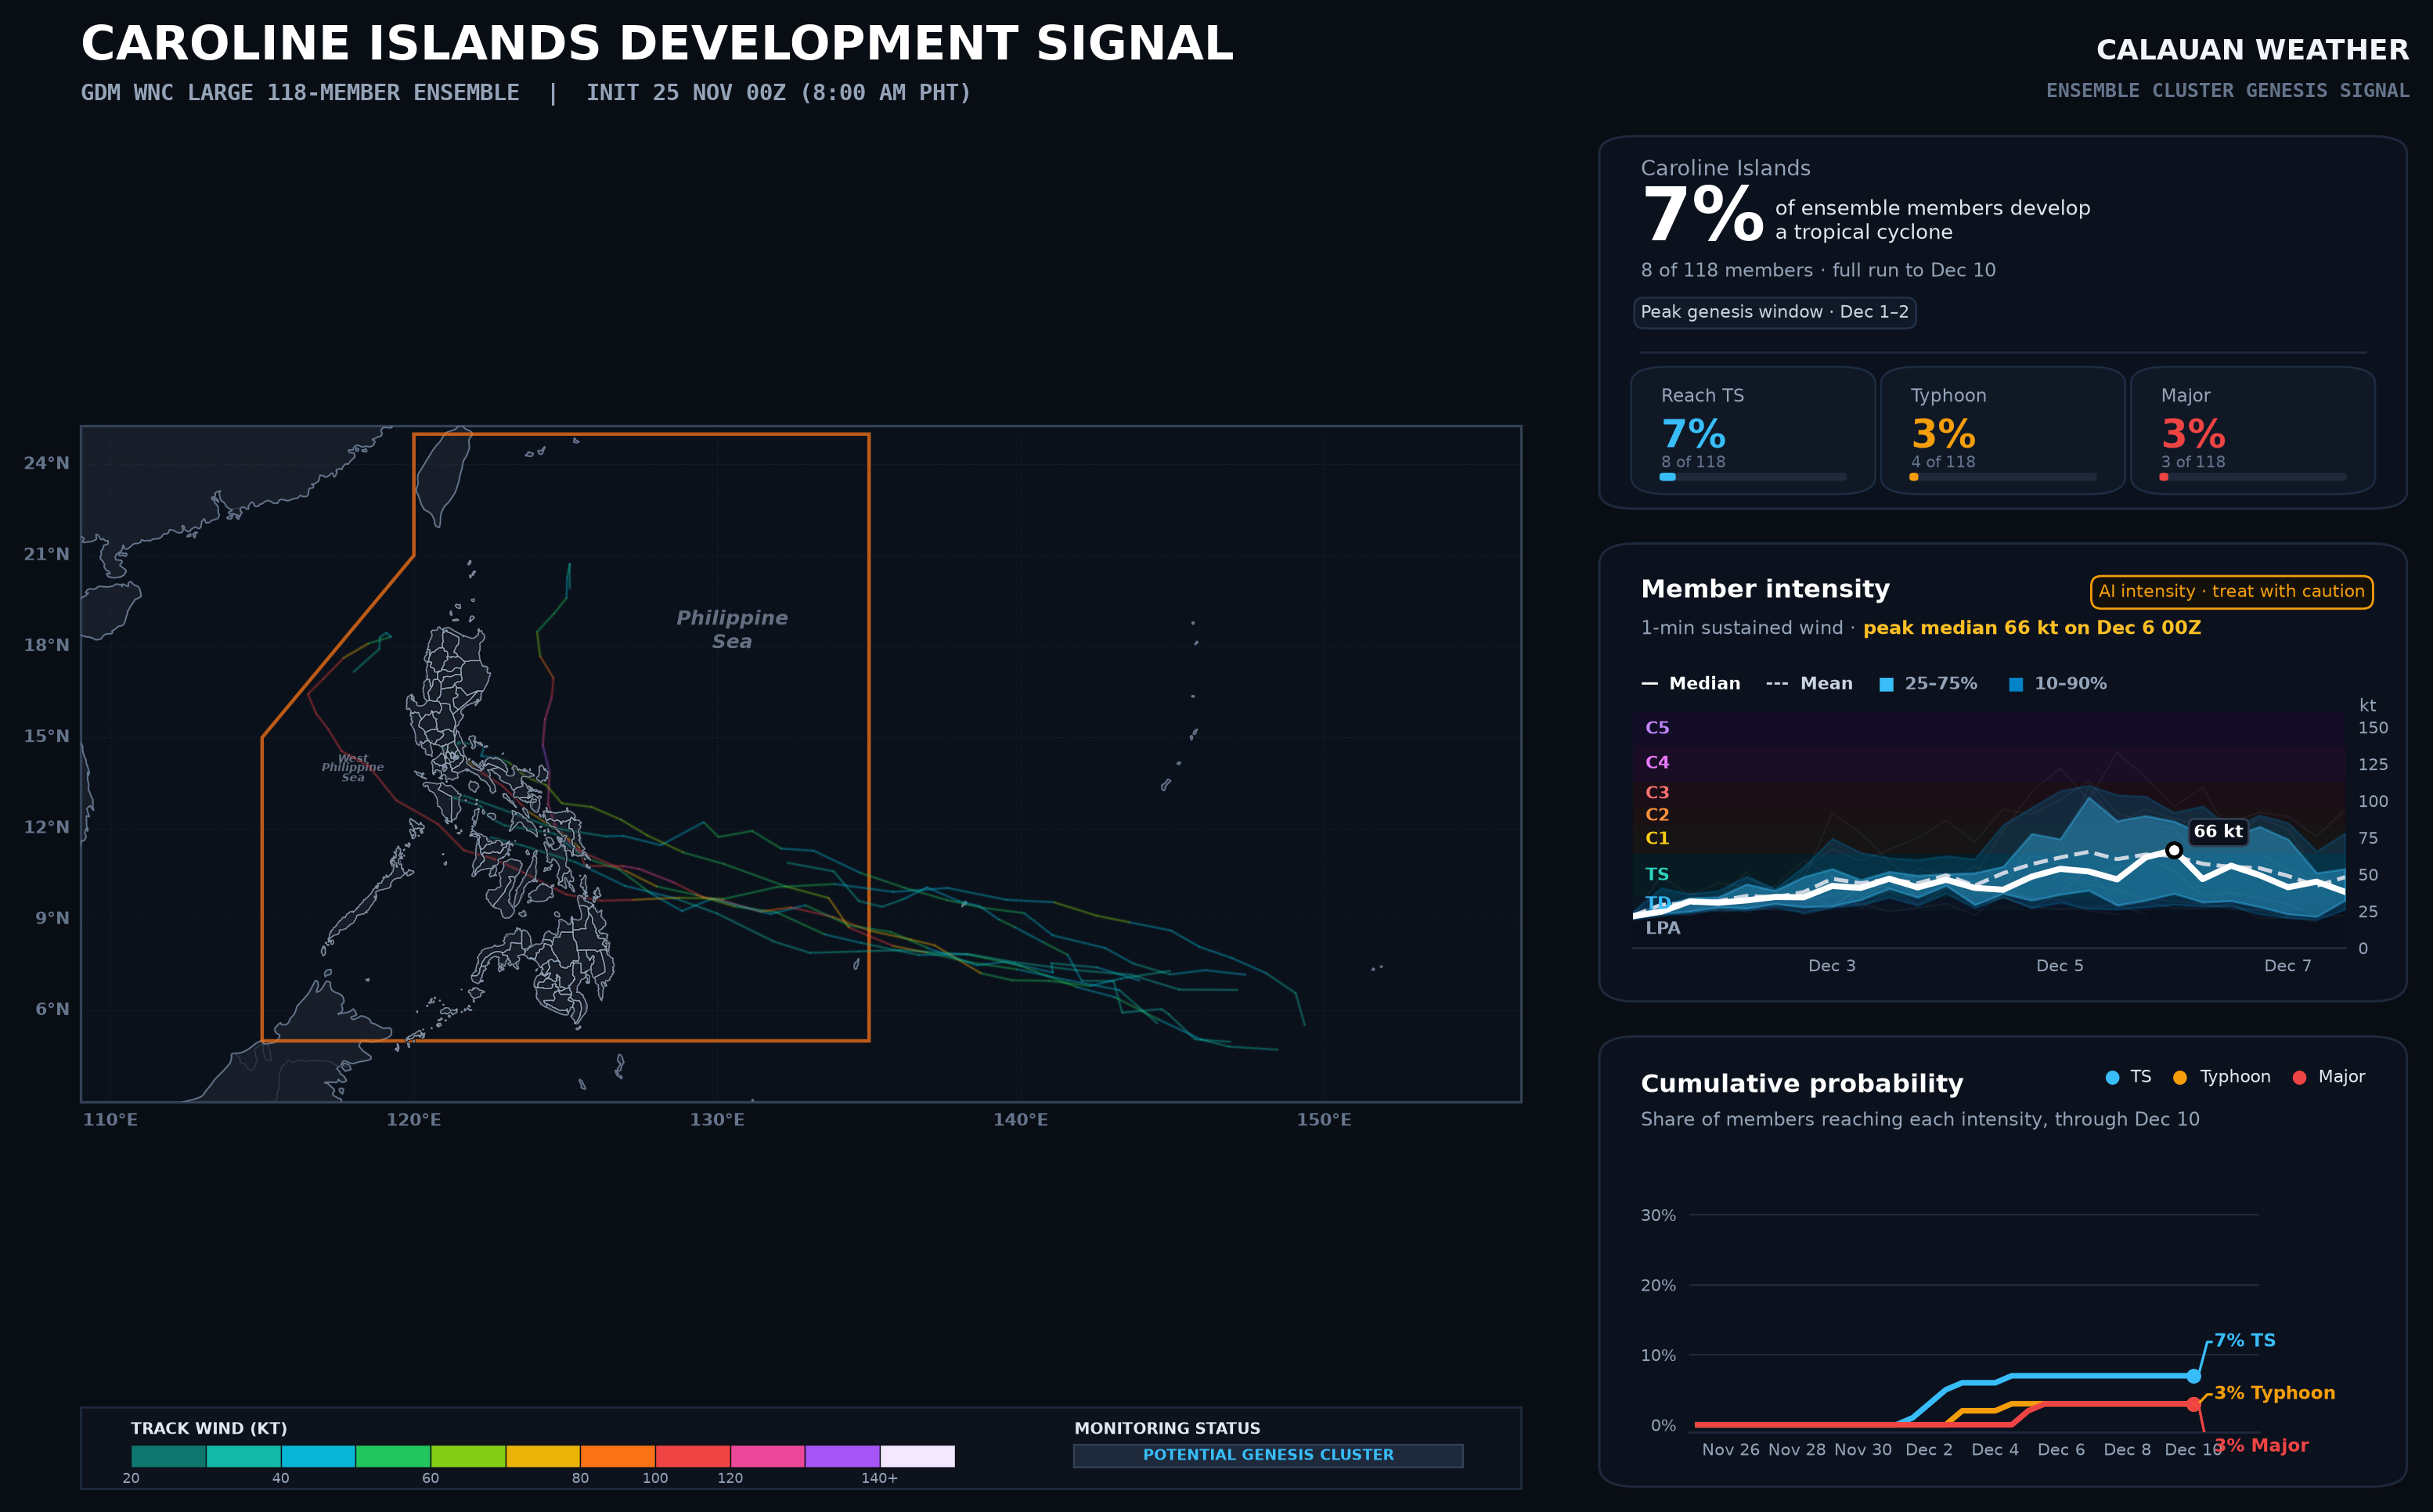 CAROLINE ISLANDS DEVELOPMENT SIGNAL
GDM WNC LARGE 118-MEMBER ENSEMBLE | INIT 25 NOV 00Z (8:00 AM PHT)
CALAUAN WEATHER
ENSEMBLE CLUSTER GENESIS SIGNAL
24°N
21°N
18°N
15°N
12°N
9°N
6°N
110°E
120°E
130°E
140°E
150°E
Philippine
Sea
West
Philippine
Sea
TRACK WIND (KT)
20
40
60
80
100
120
140+
MONITORING STATUS
POTENTIAL GENESIS CLUSTER
Caroline Islands
7%
of ensemble members develop
a tropical cyclone
8 of 118 members · full run to Dec 10
Peak genesis window · Dec 1–2
Reach TS
7%
8 of 118
Typhoon
3%
4 of 118
Major
3%
3 of 118
Member intensity
AI intensity · treat with caution
1-min sustained wind · peak median 66 kt on Dec 6 00Z
Median
Mean
25–75%
10–90%
kt
C5
C4
C3
C2
C1
TS
TD
LPA
150
125
100
75
50
25
0
66 kt
Dec 3
Dec 5
Dec 7
Cumulative probability
TS
Typhoon
Major
Share of members reaching each intensity, through Dec 10
30%
20%
10%
0%
7% TS
3% Typhoon
3% Major
Nov 26
Nov 28
Nov 30
Dec 2
Dec 4
Dec 6
Dec 8
Dec 10